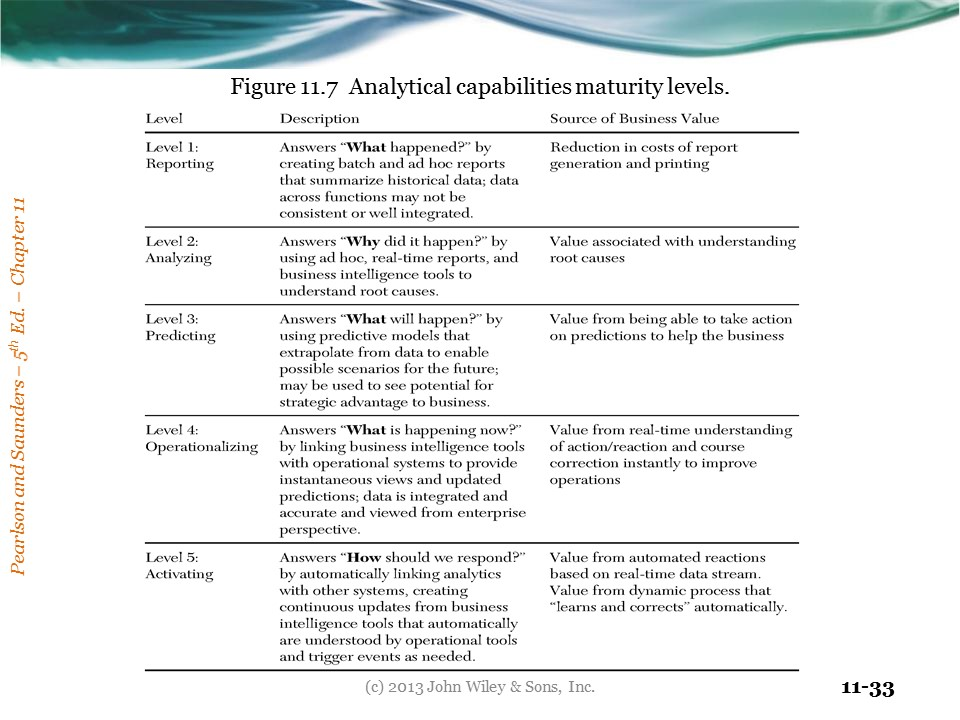 Figure 11.7  Analytical capabilities maturity levels.
Level Description Source of Business Value
Level 1:
Reporting
Answers “What happened?” by
creating batch and ad hoc reports
that summarize historical data; data
across functions may not be
consistent or well integrated.
Reduction in costs of report
generation and printing
Level 2:
Analyzing
Answers “Why did it happen?” by
using ad hoc, real-time reports, and
business intelligence tools to
understand root causes.
Value associated with understanding
root causes
Level 3:
Predicting
Answers “What will happen?” by
using predictive models that
extrapolate from data to enable
possible scenarios for the future;
may be used to see potential for
strategic advantage to business.
Value from being able to take action
on predictions to help the business
Level 4:
Operationalizing
Answers “What is happening now?”
by linking business intelligence tools
with operational systems to provide
instantaneous views and updated
predictions; data is integrated and
accurate and viewed from enterprise
perspective.
Value from real-time understanding
of action/reaction and course
correction instantly to improve
operations
Level 5:
Activating
Answers “How should we respond?”
by automatically linking analytics
with other systems, creating
continuous updates from business
intelligence tools that automatically
are understood by operational tools
and trigger events as needed.
Value from automated reactions
based on real-time data stream.
Value from dynamic process that
“learns and corrects” automatically.
Pearlson and Saunders – 5th Ed. – Chapter 11
(c) 2013 John Wiley & Sons, Inc.
11-33